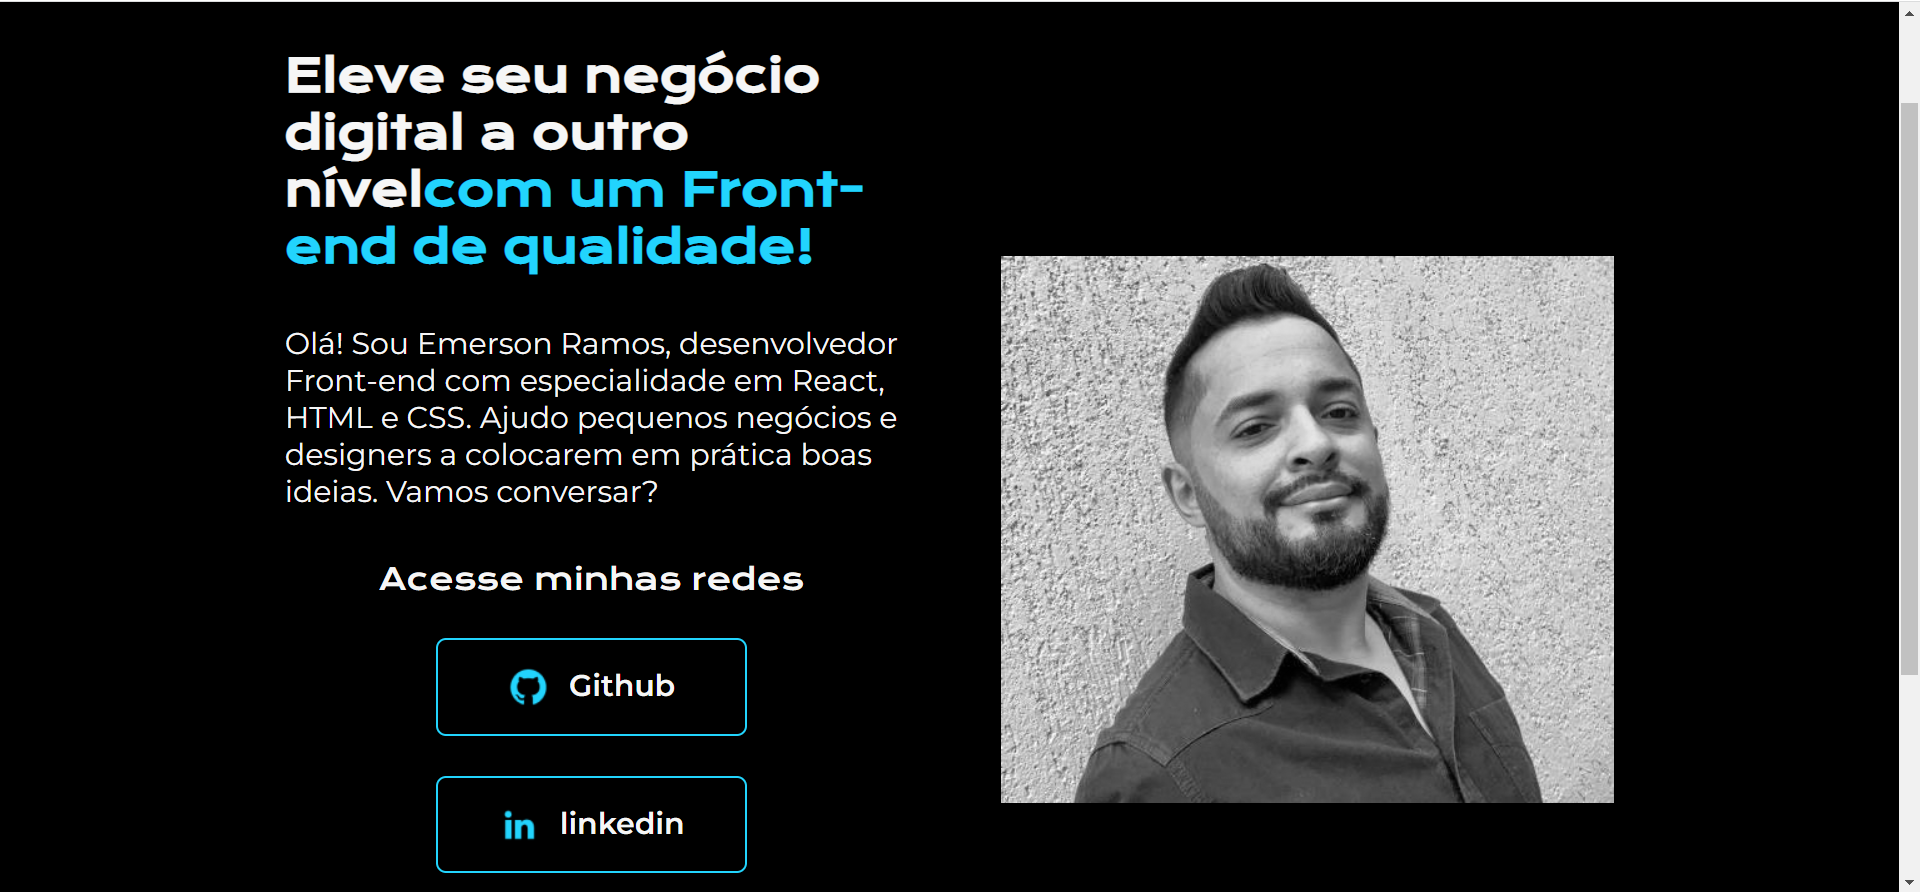 Eleve seu negócio
digital a outro
nívelcom um Front-
end de qualidade!
Olá! Sou Emerson Ramos, desenvolvedor
Front-end com especialidade em React,
HTML e CSS. Ajudo pequenos negócios e
designers a colocarem em prática boas
ideias. Vamos conversar?
Acesse minhas redes
Github
in linkedin